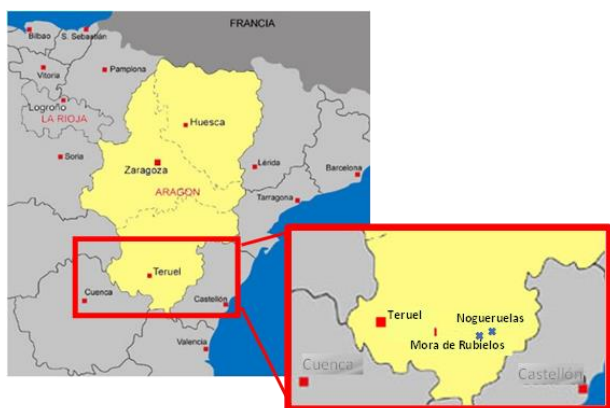 FRANCIA
Bilbao
S. Sebastián
Vitoria
Pamplona
Logroño
LA RIOJA
Huesca
Soria
Zaragoza
Lérida
Barcelona
ARAGON
Tarragona
Teruel
Cuenca
Castellón
Valencia
Teruel
Nogueruelas
Mora de Rubielos
Cuenca
Castellón